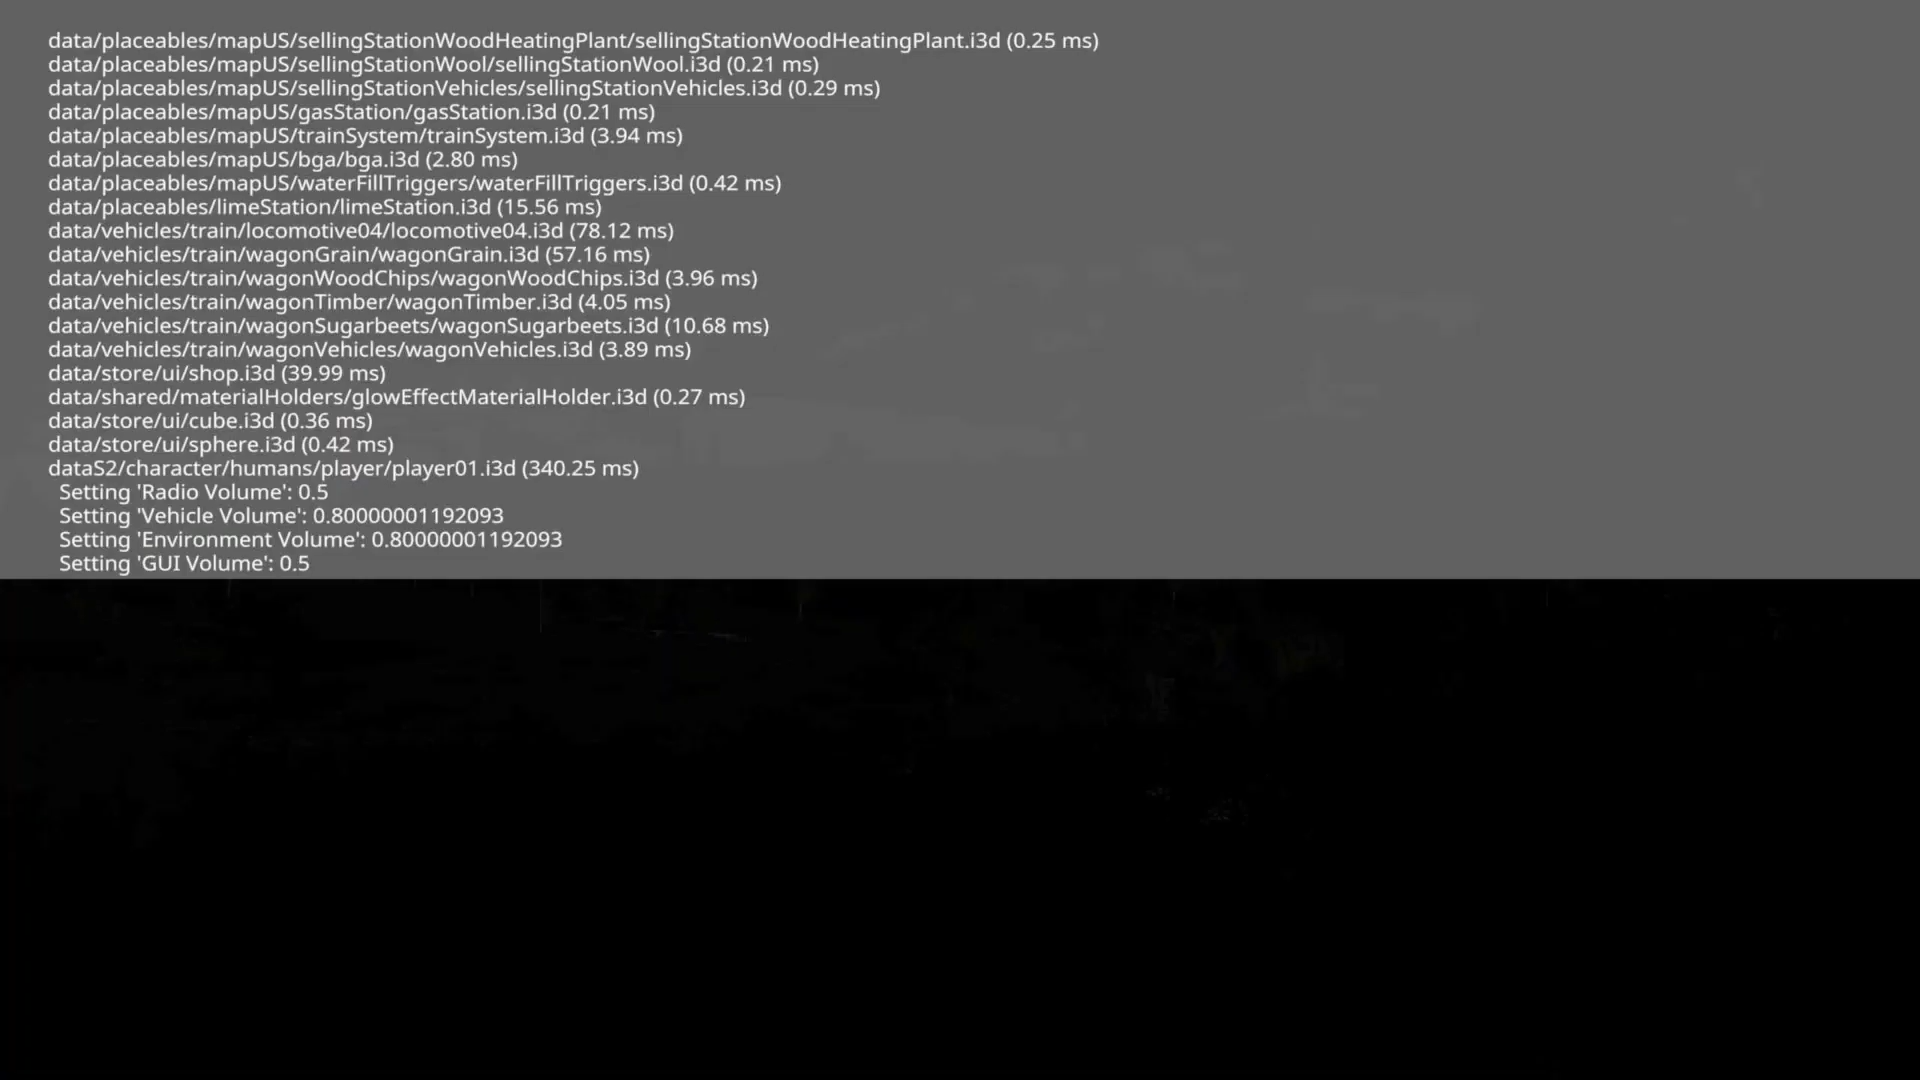 data/placeables/mapUS/sellingStationWoodHeatingPlant/sellingStationWoodHeatingPlant.i3d (0.25 ms)
data/placeables/mapUS/sellingStationWool/sellingStationWool.i3d (0.21 ms)
data/placeables/mapUS/sellingStationVehicles/sellingStationVehicles.i3d (0.29 ms)
data/placeables/mapUS/gasStation/gasStation.i3d (0.21 ms)
data/placeables/mapUS/trainSystem/trainSystem.i3d (3.94 ms)
data/placeables/mapUS/bga/bga.i3d (2.80 ms)
data/placeables/mapUS/waterFillTriggers/waterFillTriggers.i3d (0.42 ms)
data/placeables/limeStation/limeStation.i3d (15.56 ms)
data/vehicles/train/locomotive04/locomotive04.i3d (78.12 ms)
data/vehicles/train/wagonGrain/wagonGrain.i3d (57.16 ms)
data/vehicles/train/wagonWoodChips/wagonWoodChips.i3d (3.96 ms)
data/vehicles/train/wagonTimber/wagonTimber.i3d (4.05 ms)
data/vehicles/train/wagonSugarbeets/wagonSugarbeets.i3d (10.68 ms)
data/vehicles/train/wagonVehicles/wagonVehicles.i3d (3.89 ms)
data/store/ui/shop.i3d (39.99 ms)
data/shared/materialHolders/glowEffectMaterialHolder.i3d (0.27 ms)
data/store/ui/cube.i3d (0.36 ms)
data/store/ui/sphere.i3d (0.42 ms)
dataS2/character/humans/player/player01.i3d (340.25 ms)
Setting 'Radio Volume': 0.5
Setting 'Vehicle Volume': 0.80000001192093
Setting 'Environment Volume': 0.80000001192093
Setting 'GUI Volume': 0.5